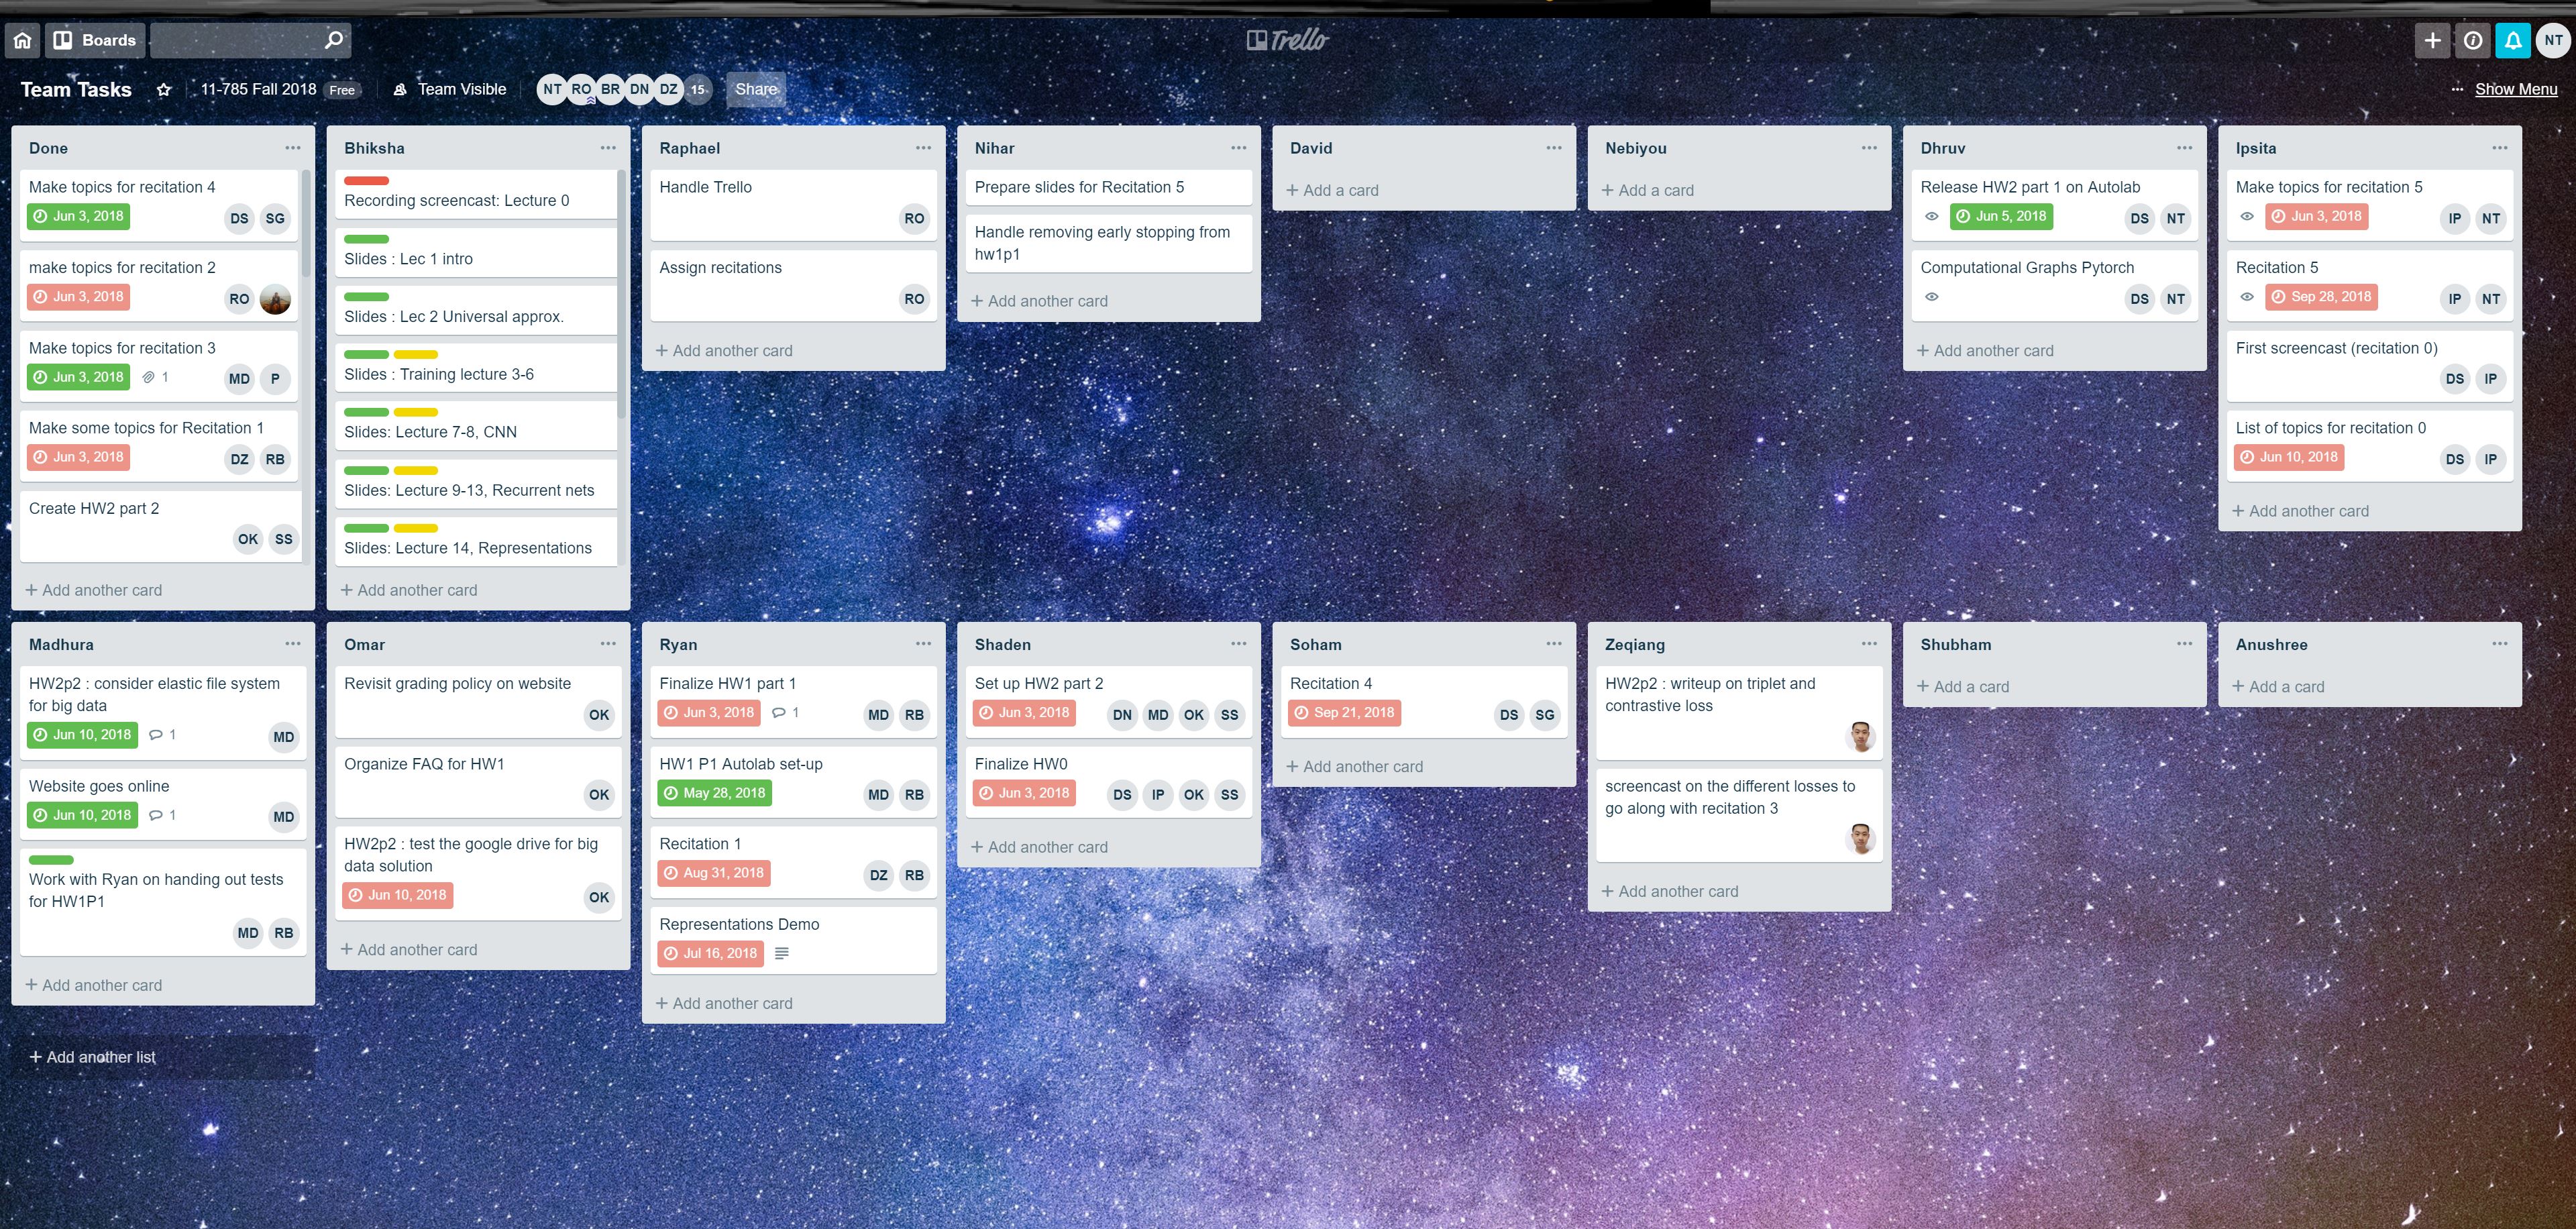 Boards
Trello
NT
Team Tasks
11-785 Fall 2018 Free
Team Visible
NT RO BR DN DZ 15
Share
... Show Menu
Done
Make topics for recitation 4
Jun 3, 2018
DS SG
make topics for recitation 2
Jun 3, 2018
RO
Make topics for recitation 3
Jun 3, 2018 1
MD P
Make some topics for Recitation 1
Jun 3, 2018
DZ RB
Create HW2 part 2
OK SS
+ Add another card
Bhiksha
Recording screencast: Lecture 0
Slides : Lec 1 intro
Slides : Lec 2 Universal approx.
Slides : Training lecture 3-6
Slides: Lecture 7-8, CNN
Slides: Lecture 9-13, Recurrent nets
Slides: Lecture 14, Representations
+ Add another card
Raphael
Handle Trello
RO
Assign recitations
RO
+ Add another card
Nihar
Prepare slides for Recitation 5
Handle removing early stopping from
hw1p1
+ Add another card
David
+ Add a card
Nebiyou
+ Add a card
Dhruv
Release HW2 part 1 on Autolab
Jun 5, 2018
DS NT
Computational Graphs Pytorch
DS NT
+ Add another card
Ipsita
Make topics for recitation 5
Jun 3, 2018
IP NT
Recitation 5
Sep 28, 2018
IP NT
First screencast (recitation 0)
DS IP
List of topics for recitation 0
Jun 10, 2018
DS IP
+ Add another card
Madhura
HW2p2 : consider elastic file system
for big data
Jun 10, 2018 1
MD
Website goes online
Jun 10, 2018 1
MD
Work with Ryan on handing out tests
for HW1P1
MD RB
+ Add another card
Omar
Revisit grading policy on website
OK
Organize FAQ for HW1
OK
HW2p2 : test the google drive for big
data solution
Jun 10, 2018
OK
+ Add another card
Ryan
Finalize HW1 part 1
Jun 3, 2018 1
MD RB
HW1 P1 Autolab set-up
May 28, 2018
MD RB
Recitation 1
Aug 31, 2018
DZ RB
Representations Demo
Jul 16, 2018
+ Add another card
Shaden
Set up HW2 part 2
Jun 3, 2018
DN MD OK SS
Finalize HW0
Jun 3, 2018
DS IP OK SS
+ Add another card
Soham
Recitation 4
Sep 21, 2018
DS SG
+ Add another card
Zeqiang
HW2p2 : writeup on triplet and
contrastive loss
screencast on the different losses to
go along with recitation 3
+ Add another card
Shubham
+ Add a card
Anushree
+ Add a card
+ Add another list